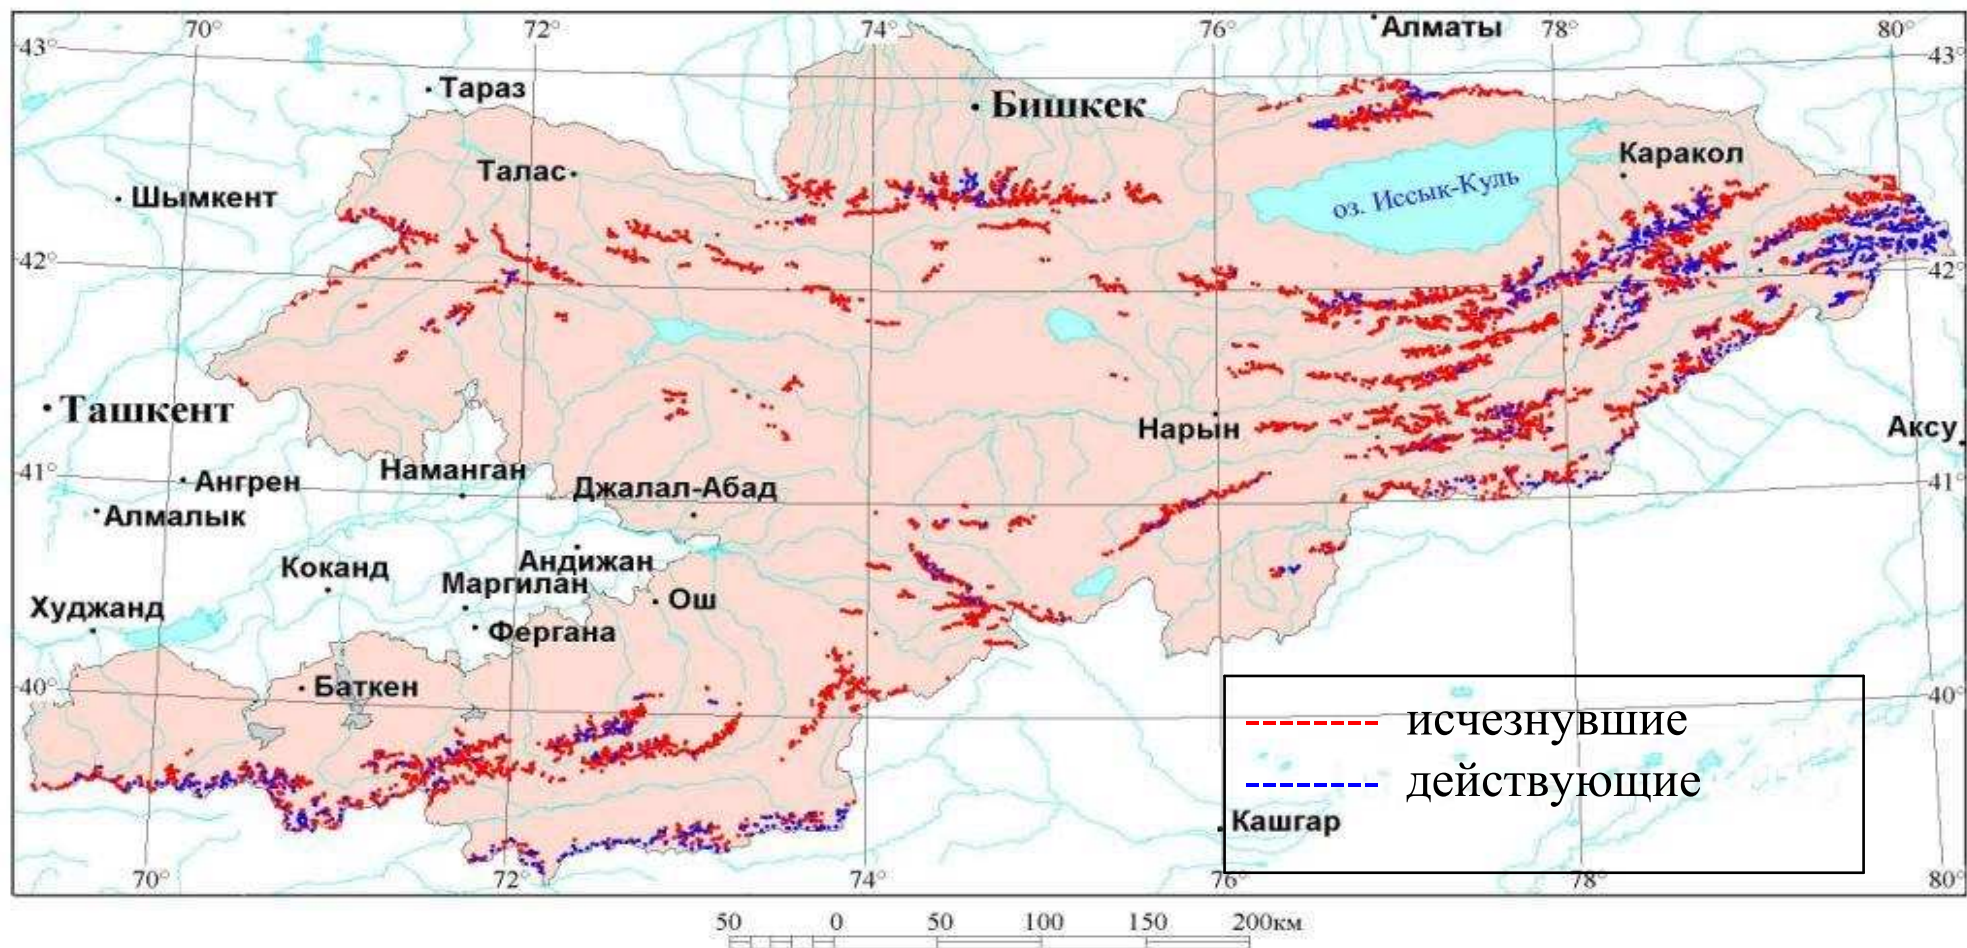 70°
72°
74°
76°
78°
80°
Алматы
43°
43°
Тараз
Бишкек
Талас
Каракол
Шымкент
оз. Иссык-Куль
42°
42°
Ташкент
Нарын
Аксу
41°
41°
Наманган
Ангрен
Джалал-Абад
Алмалык
Андижан
Коканд
Маргилан
Ош
Худжанд
Фергана
40°
40°
Баткен
исчезнувшие
действующие
Кашгар
70°
72°
74°
76°
78°
80°
50 0 50 100 150 200км